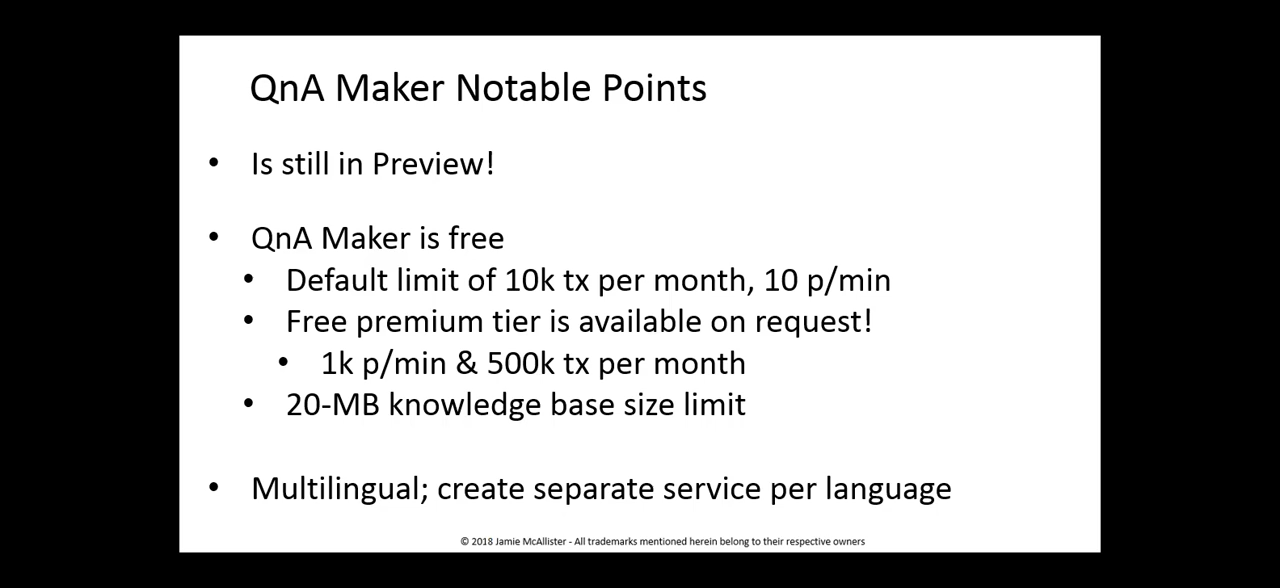 QnA Maker Notable Points
• Is still in Preview!
• QnA Maker is free
• Default limit of 10k tx per month, 10 p/min
• Free premium tier is available on request!
• 1k p/min & 500k tx per month
• 20-MB knowledge base size limit
• Multilingual; create separate service per language
© 2018 Jamie McAllister - All trademarks mentioned herein belong to their respective owners